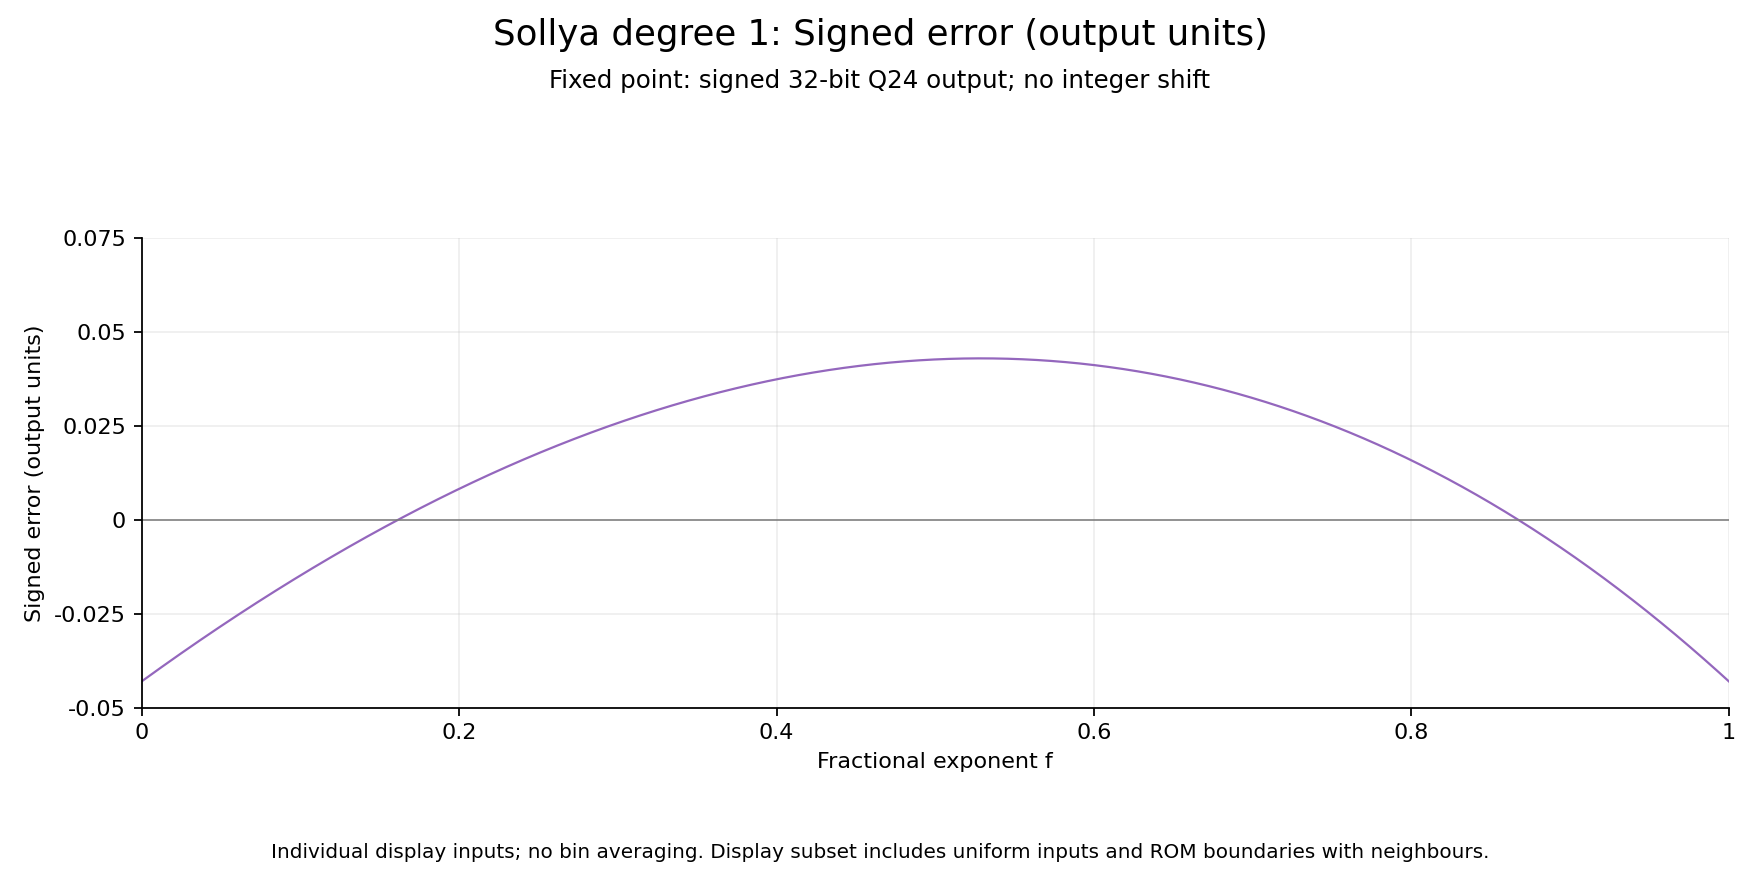 Sollya degree 1: Signed error (output units)
Fixed point: signed 32-bit Q24 output; no integer shift
Signed error (output units)
0.075
0.05
0.025
0
-0.025
-0.05
0 0.2 0.4 0.6 0.8 1
Fractional exponent f
Individual display inputs; no bin averaging. Display subset includes uniform inputs and ROM boundaries with neighbours.